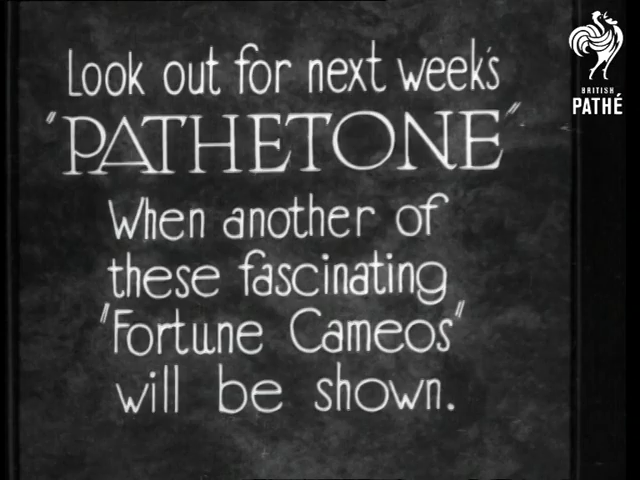 Look out for next week's
"PATHETONE"
When another of
these fascinating
"Fortune Cameos"
will be shown.
BRITISH
PATHÉ